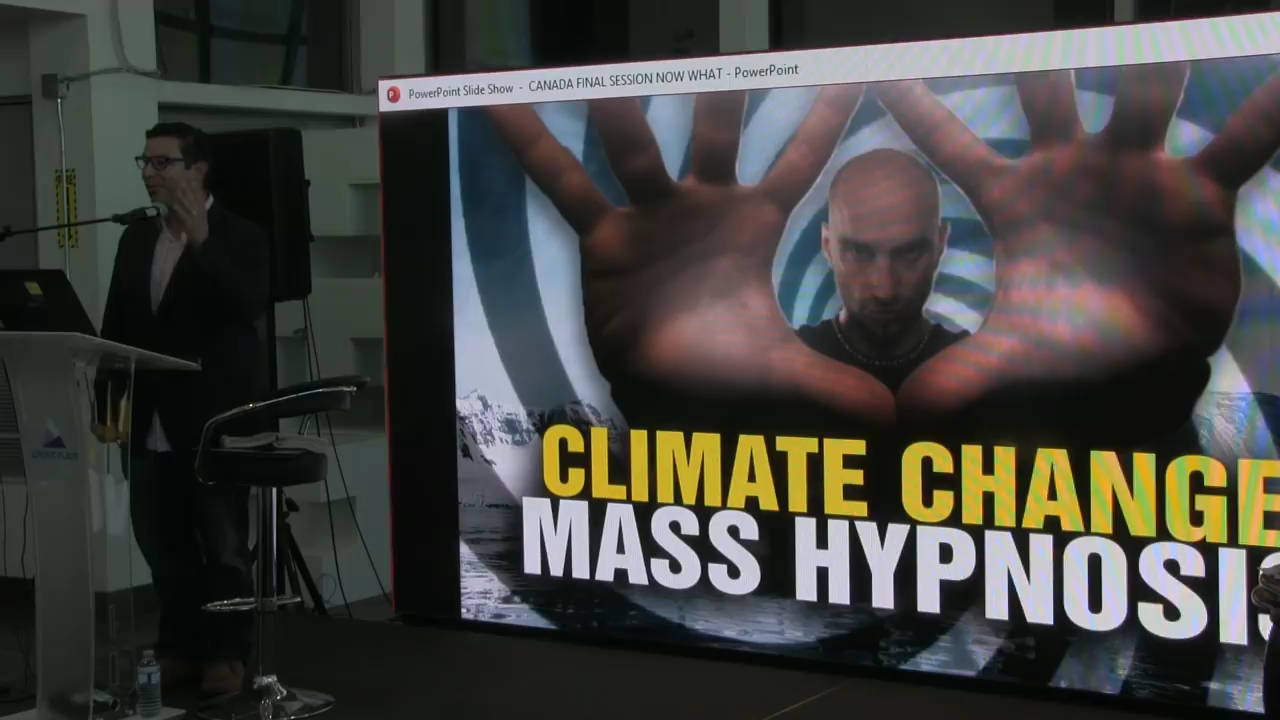 PowerPoint Slide Show - CANADA FINAL SESSION NOW WHAT - PowerPoint
CLIMATE CHANGE
MASS HYPNOSIS